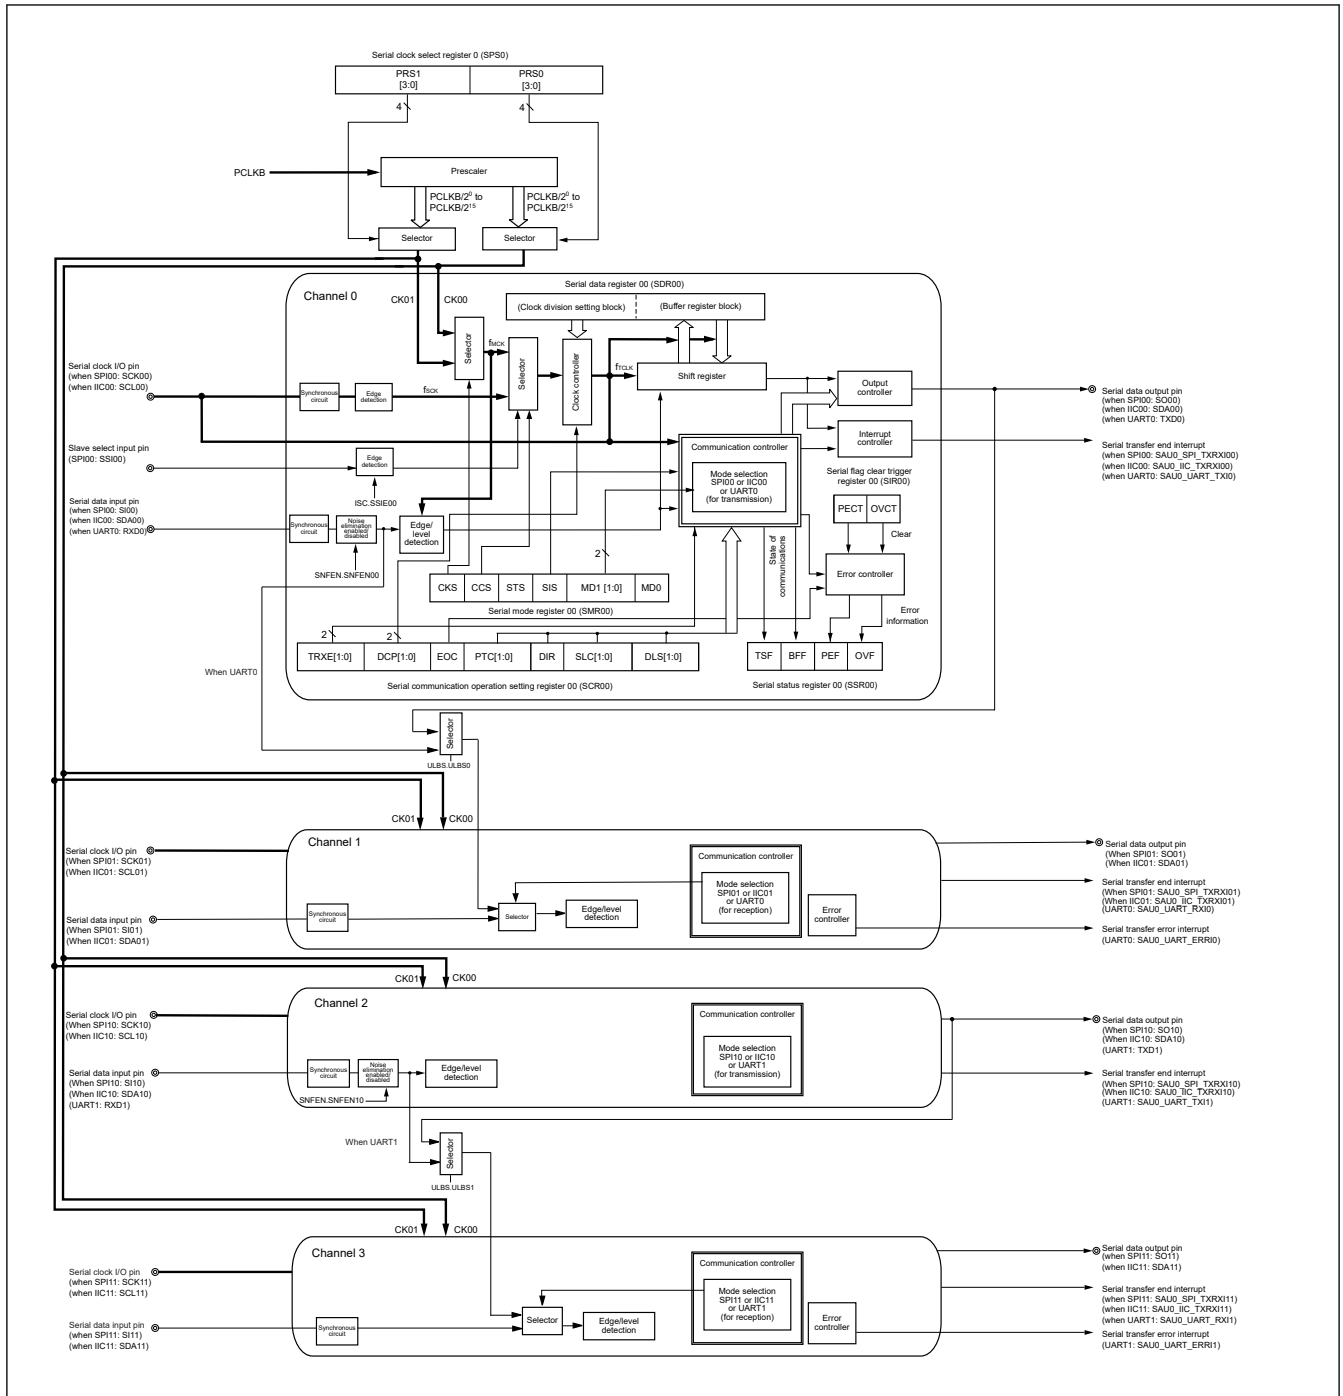 Serial clock select register 0 (SPS0)
PRS1
[3:0]
PRS0
[3:0]
4
4
PCLKB
Prescaler
PCLKB/2⁰ to
PCLKB/2¹⁵
PCLKB/2⁰ to
PCLKB/2¹⁵
Selector
Selector
Channel 0
CK01
CK00
Serial data register 00 (SDR00)
(Clock division setting block)
(Buffer register block)
Selector
fMCK
Selector
Clock controller
fTCLK
Shift register
Serial clock I/O pin
(when SPI00: SCK00)
(when IIC00: SCL00)
Synchronous
circuit
Edge
detection
fSCK
Output
controller
Serial data output pin
(when SPI00: SO00)
(when IIC00: SDA00)
(when UART0: TXD0)
Interrupt
controller
Serial transfer end interrupt
(when SPI00: SAU0_SPI_TXRXI00)
(when IIC00: SAU0_IIC_TXRXI00)
(when UART0: SAU0_UART_TXI0)
Slave select input pin
(SPI00: SSI00)
Edge
detection
ISC.SSIE00
Communication controller
Mode selection
SPI00 or IIC00
or UART0
(for transmission)
Serial flag clear trigger
register 00 (SIR00)
PECT
OVCT
Clear
Serial data input pin
(when SPI00: SI00)
(when IIC00: SDA00)
(when UART0: RXD0)
Synchronous
circuit
Noise
elimination
enabled/
disabled
Edge/
level
detection
SNFEN.SNFEN00
2
State of
communications
Error controller
Error
information
CKS
CCS
STS
SIS
MD1 [1:0]
MD0
Serial mode register 00 (SMR00)
2
2
TRXE[1:0]
DCP[1:0]
EOC
PTC[1:0]
DIR
SLC[1:0]
DLS[1:0]
Serial communication operation setting register 00 (SCR00)
TSF
BFF
PEF
OVF
Serial status register 00 (SSR00)
When UART0
Selector
ULBS.ULBS0
CK01
CK00
Channel 1
Serial clock I/O pin
(When SPI01: SCK01)
(When IIC01: SCL01)
Serial data input pin
(When SPI01: SI01)
(When IIC01: SDA01)
Synchronous
circuit
Selector
Edge/level
detection
Communication controller
Mode selection
SPI01 or IIC01
or UART0
(for reception)
Error
controller
Serial data output pin
(When SPI01: SO01)
(When IIC01: SDA01)
Serial transfer end interrupt
(When SPI01: SAU0_SPI_TXRXI01)
(When IIC01: SAU0_IIC_TXRXI01)
(UART0: SAU0_UART_RXI0)
Serial transfer error interrupt
(UART0: SAU0_UART_ERRI0)
CK01
CK00
Channel 2
Serial clock I/O pin
(When SPI10: SCK10)
(When IIC10: SCL10)
Serial data input pin
(When SPI10: SI10)
(When IIC10: SDA10)
(UART1: RXD1)
Synchronous
circuit
Noise
elimination
enabled/
disabled
Edge/level
detection
SNFEN.SNFEN10
Communication controller
Mode selection
SPI10 or IIC10
or UART1
(for transmission)
Serial data output pin
(When SPI10: SO10)
(When IIC10: SDA10)
(UART1: TXD1)
Serial transfer end interrupt
(When SPI10: SAU0_SPI_TXRXI10)
(When IIC10: SAU0_IIC_TXRXI10)
(UART1: SAU0_UART_TXI1)
When UART1
Selector
ULBS.ULBS1
CK01
CK00
Channel 3
Serial clock I/O pin
(when SPI11: SCK11)
(when IIC11: SCL11)
Serial data input pin
(when SPI11: SI11)
(when IIC11: SDA11)
Synchronous
circuit
Selector
Edge/level
detection
Communication controller
Mode selection
SPI11 or IIC11
or UART1
(for reception)
Error
controller
Serial data output pin
(when SPI11: SO11)
(when IIC11: SDA11)
Serial transfer end interrupt
(when SPI11: SAU0_SPI_TXRXI11)
(when IIC11: SAU0_IIC_TXRXI11)
(when UART1: SAU0_UART_RXI1)
Serial transfer error interrupt
(UART1: SAU0_UART_ERRI1)